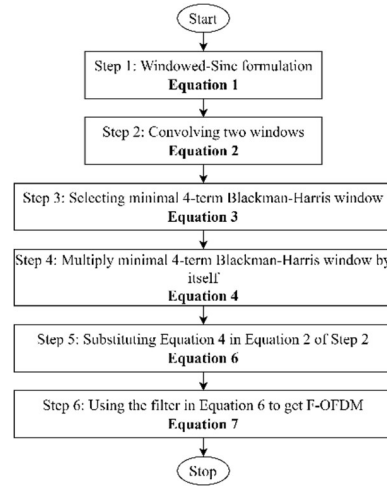 Start
Step 1: Windowed-Sinc formulation
Equation 1
Step 2: Convolving two windows
Equation 2
Step 3: Selecting minimal 4-term Blackman-Harris window
Equation 3
Step 4: Multiply minimal 4-term Blackman-Harris window by
itself
Equation 4
Step 5: Substituting Equation 4 in Equation 2 of Step 2
Equation 6
Step 6: Using the filter in Equation 6 to get F-OFDM
Equation 7
Stop